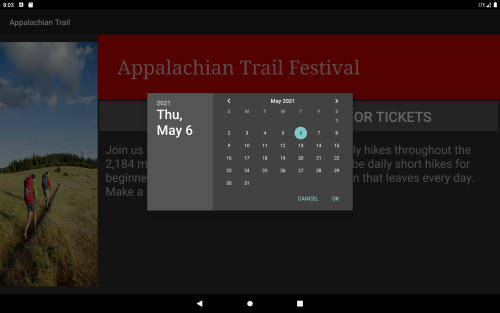 8:03
LTE
Appalachian Trail
Appalachian Trail Festival
OR TICKETS
Join us
ly hikes throughout the
2,184 m
be daily short hikes for
beginne
n that leaves every day.
Make a
2021
Thu,
May 6
May 2021
S M T W T F S
1
2 3 4 5 6 7 8
9 10 11 12 13 14 15
16 17 18 19 20 21 22
23 24 25 26 27 28 29
30 31
CANCEL OK